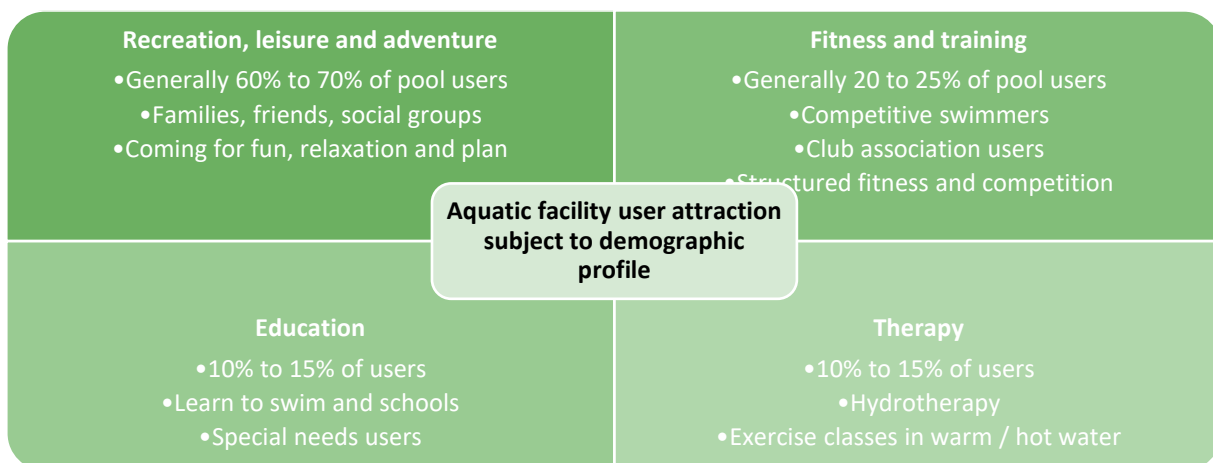 Recreation, leisure and adventure
•Generally 60% to 70% of pool users
•Families, friends, social groups
•Coming for fun, relaxation and plan
Fitness and training
•Generally 20 to 25% of pool users
•Competitive swimmers
•Club association users
•Structured fitness and competition
Aquatic facility user attraction
subject to demographic
profile
Education
•10% to 15% of users
•Learn to swim and schools
•Special needs users
Therapy
•10% to 15% of users
•Hydrotherapy
•Exercise classes in warm / hot water